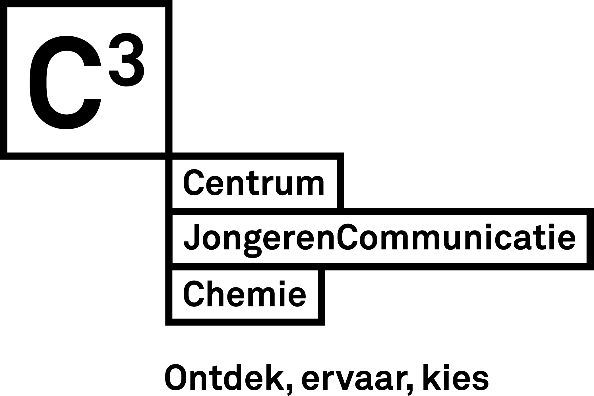 C³
Centrum
JongerenCommunicatie
Chemie
Ontdek, ervaar, kies